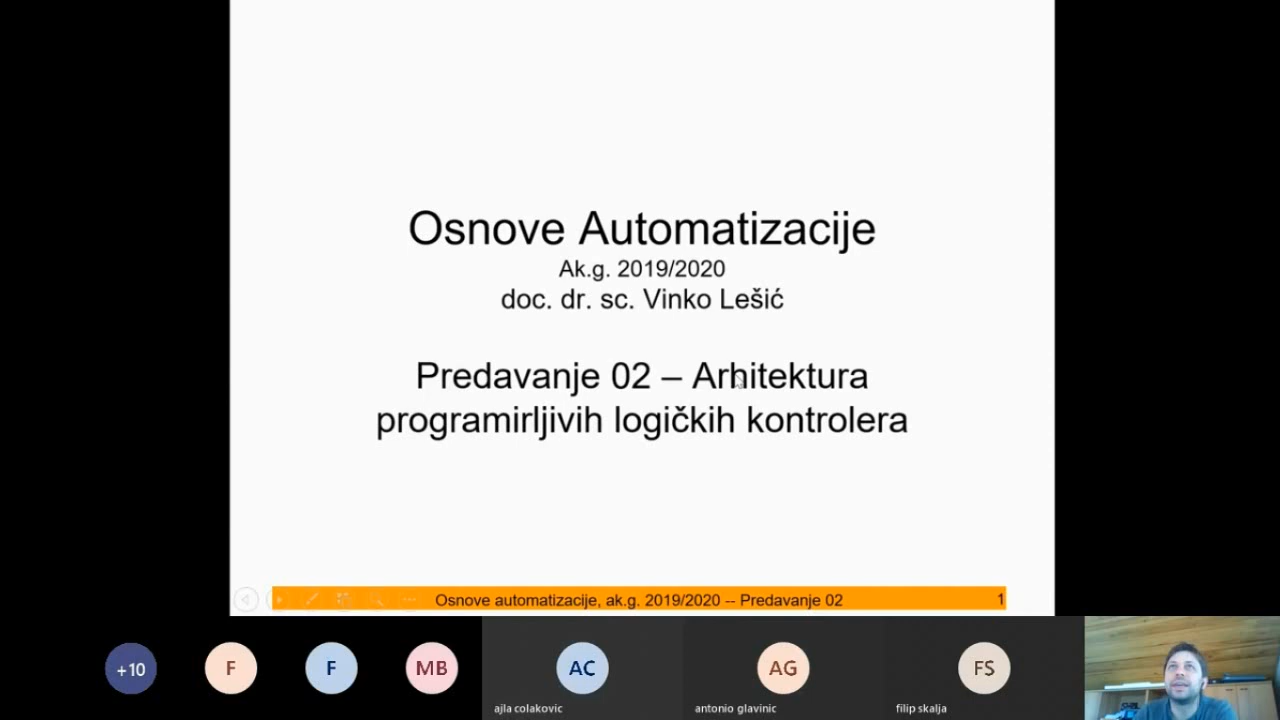 Osnove Automatizacije
Ak.g. 2019/2020
doc. dr. sc. Vinko Lešić
Predavanje 02 – Arhitektura
programirljivih logičkih kontrolera
Osnove automatizacije, ak.g. 2019/2020 -- Predavanje 02
1
+10
F
F
MB
AC
AG
FS
ajla colakovic
antonio glavinic
filip skalja